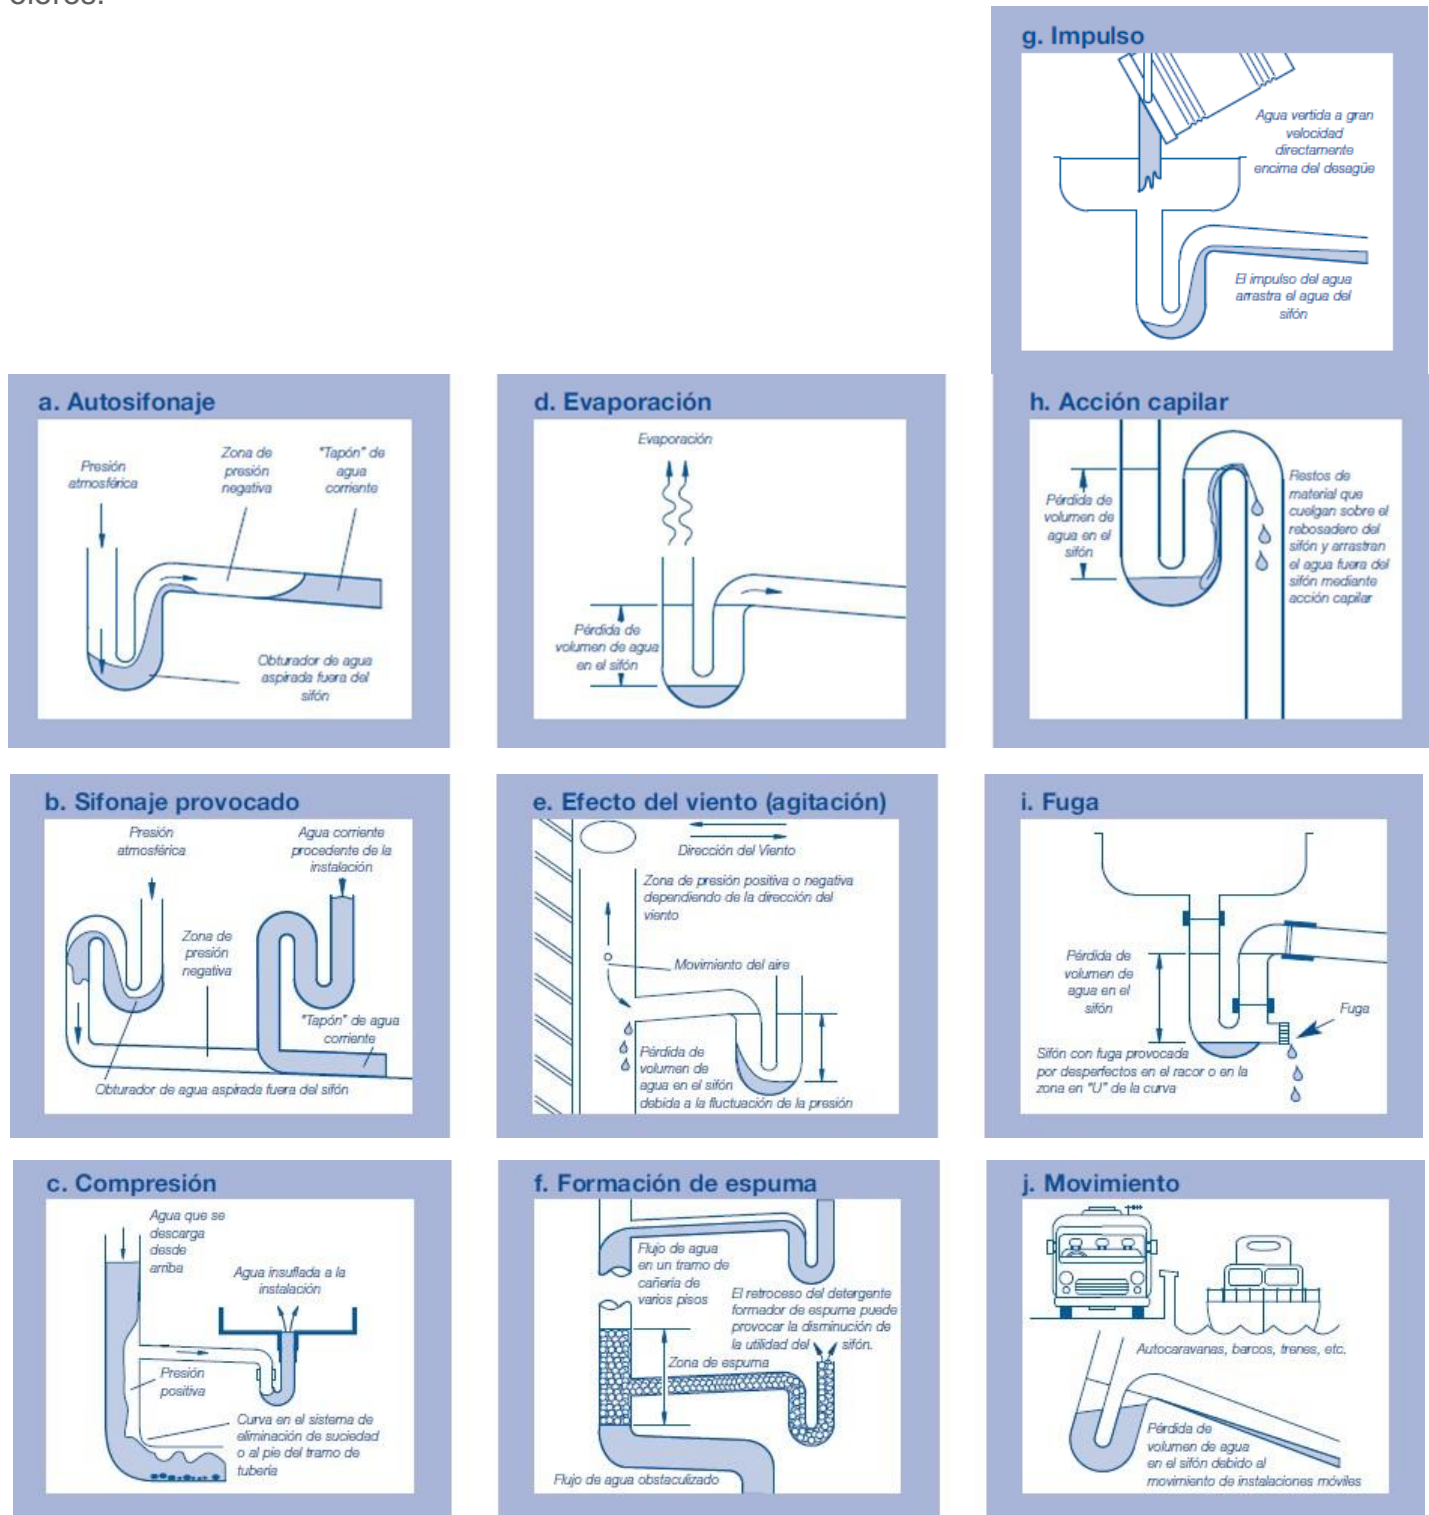 olores.
g. Impulso
Agua vertida a gran
velocidad
directamente
encima del desagüe
El impulso del agua
arrastra el agua del
sifón
a. Autosifonaje
Presión
atmosférica
Zona de
presión
negativa
"Tapón" de
agua
corriente
Obturador de agua
aspirada fuera del
sifón
d. Evaporación
Evaporación
Pérdida de
volumen de agua
en el sifón
h. Acción capilar
Pérdida de
volumen de
agua en el
sifón
Restos de
material que
cuelgan sobre el
rebosadero del
sifón y arrastran
el agua fuera del
sifón mediante
acción capilar
b. Sifonaje provocado
Presión
atmosférica
Agua corriente
procedente de la
instalación
Zona de
presión
negativa
"Tapón" de agua
corriente
Obturador de agua aspirada fuera del sifón
e. Efecto del viento (agitación)
Dirección del Viento
Zona de presión positiva o negativa
dependiendo de la dirección del
viento
Movimiento del aire
Pérdida de
volumen de
agua en el sifón
debida a la fluctuación de la presión
i. Fuga
Pérdida de
volumen de
agua en el
sifón
Fuga
Sifón con fuga provocada
por desperfectos en el racor o en la
zona en "U" de la curva
c. Compresión
Agua que se
descarga
desde
arriba
Agua insuflada a la
instalación
Presión
positiva
Curva en el sistema de
eliminación de suciedad
o al pie del tramo de
tubería
f. Formación de espuma
Flujo de agua
en un tramo de
cañería de
varios pisos
El retroceso del detergente
formador de espuma puede
provocar la disminución de
la utilidad del sifón.
Zona de espuma
Flujo de agua obstaculizado
j. Movimiento
Autocaravanas, barcos, trenes, etc.
Pérdida de
volumen de agua
en el sifón debido al
movimiento de instalaciones móviles